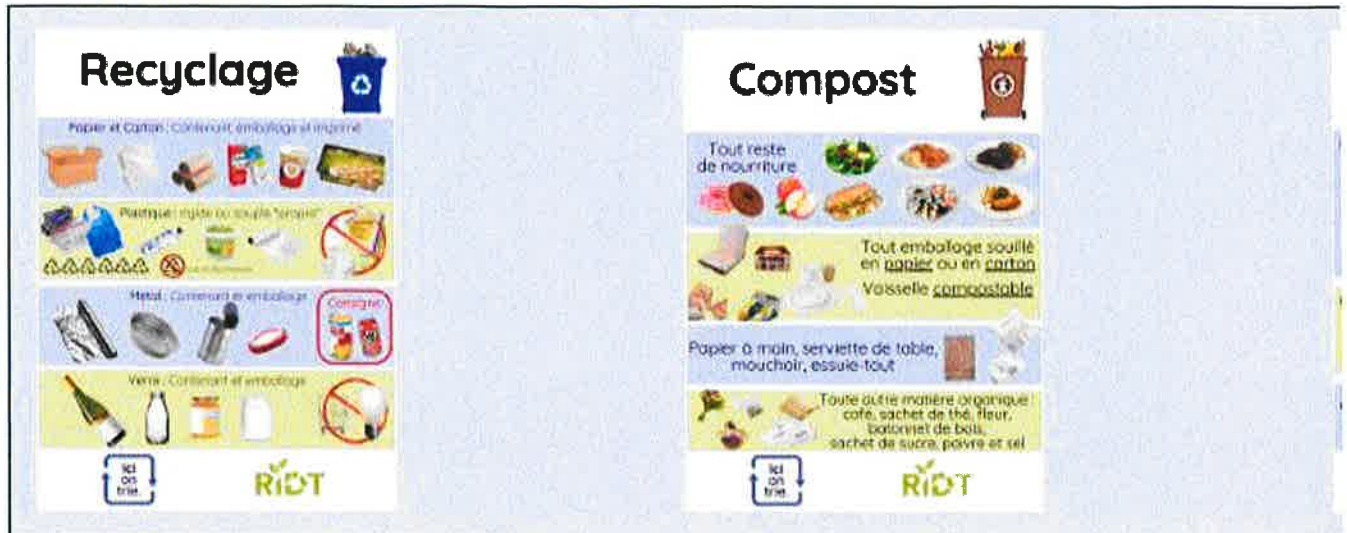 Recyclage
Papier et Carton : Contenant, emballage et imprimé
Plastique : rigide ou souple "propre"
Métal : Contenant et emballage
Consigne
Verre : Contenant et emballage
ici
on
trie
RIDT
Compost
Tout reste
de nourriture
Tout emballage souillé
en papier ou en carton
Vaisselle compostable
Papier à main, serviette de table,
mouchoir, essuie-tout
Toute autre matière organique :
café, sachet de thé, fleur,
batonnet de bois,
sachet de sucre, poivre et sel
ici
on
trie
RIDT